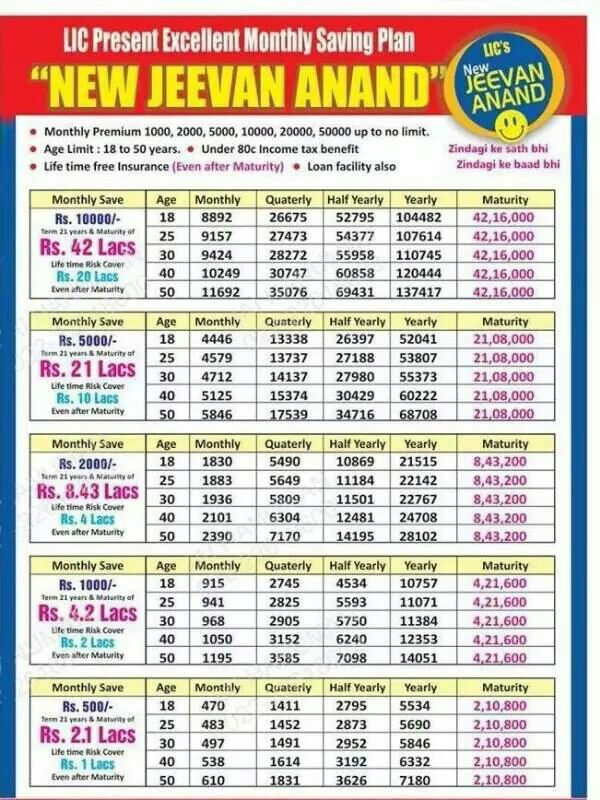 LIC Present Excellent Monthly Saving Plan
"NEW JEEVAN ANAND"
LIC's
New
JEEVAN
ANAND
Zindagi ke sath bhi
Zindagi ke baad bhi
• Monthly Premium 1000, 2000, 5000, 10000, 20000, 50000 up to no limit.
• Age Limit : 18 to 50 years. • Under 80c Income tax benefit
• Life time free Insurance (Even after Maturity) • Loan facility also
Monthly Save Age Monthly Quaterly Half Yearly Yearly Maturity
Rs. 10000/-
Term 21 years & Maturity of
Rs. 42 Lacs
Life time Risk Cover
Rs. 20 Lacs
Even after Maturity
18 8892 26675 52795 104482 42,16,000
25 9157 27473 54377 107614 42,16,000
30 9424 28272 55958 110745 42,16,000
40 10249 30747 60858 120444 42,16,000
50 11692 35076 69431 137417 42,16,000
Monthly Save Age Monthly Quaterly Half Yearly Yearly Maturity
Rs. 5000/-
Term 21 years & Maturity of
Rs. 21 Lacs
Life time Risk Cover
Rs. 10 Lacs
Even after Maturity
18 4446 13338 26397 52041 21,08,000
25 4579 13737 27188 53807 21,08,000
30 4712 14137 27980 55373 21,08,000
40 5125 15374 30429 60222 21,08,000
50 5846 17539 34716 68708 21,08,000
Monthly Save Age Monthly Quaterly Half Yearly Yearly Maturity
Rs. 2000/-
Term 21 years & Maturity of
Rs. 8.43 Lacs
Life time Risk Cover
Rs. 4 Lacs
Even after Maturity
18 1830 5490 10869 21515 8,43,200
25 1883 5649 11184 22142 8,43,200
30 1936 5809 11501 22767 8,43,200
40 2101 6304 12481 24708 8,43,200
50 2390 7170 14195 28102 8,43,200
Monthly Save Age Monthly Quaterly Half Yearly Yearly Maturity
Rs. 1000/-
Term 21 years & Maturity of
Rs. 4.2 Lacs
Life time Risk Cover
Rs. 2 Lacs
Even after Maturity
18 915 2745 4534 10757 4,21,600
25 941 2825 5593 11071 4,21,600
30 968 2905 5750 11384 4,21,600
40 1050 3152 6240 12353 4,21,600
50 1195 3585 7098 14051 4,21,600
Monthly Save Age Monthly Quaterly Half Yearly Yearly Maturity
Rs. 500/-
Term 21 years & Maturity of
Rs. 2.1 Lacs
Life time Risk Cover
Rs. 1 Lacs
Even after Maturity
18 470 1411 2795 5534 2,10,800
25 483 1452 2873 5690 2,10,800
30 497 1491 2952 5846 2,10,800
40 538 1614 3192 6332 2,10,800
50 610 1831 3626 7180 2,10,800